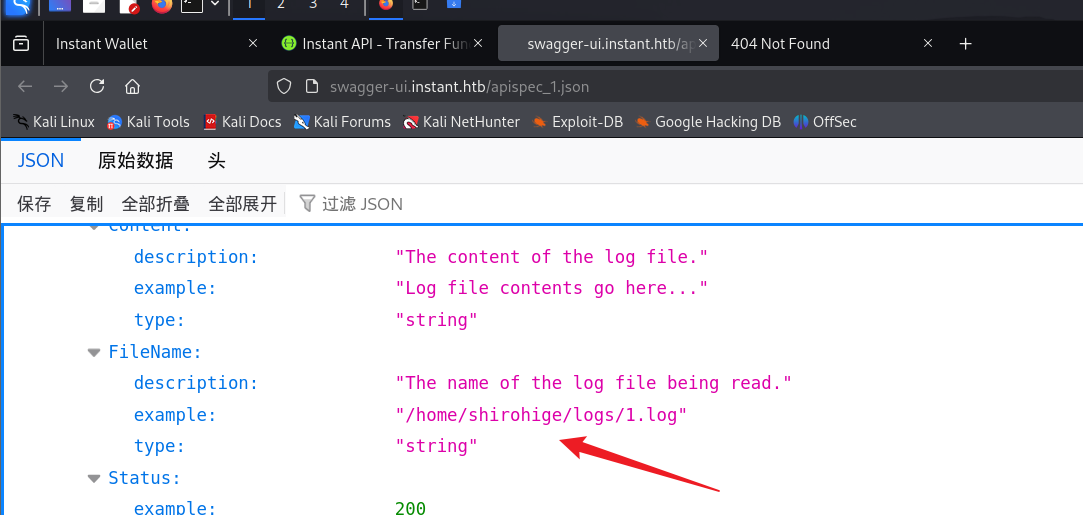 1 2 3 4
Instant Wallet Instant API - Transfer Fun swagger-ui.instant.htb/ap 404 Not Found
swagger-ui.instant.htb/apispec_1.json
Kali Linux Kali Tools Kali Docs Kali Forums Kali NetHunter Exploit-DB Google Hacking DB OffSec
JSON 原始数据 头
保存 复制 全部折叠 全部展开 过滤 JSON
Content:
description: "The content of the log file."
example: "Log file contents go here..."
type: "string"
FileName:
description: "The name of the log file being read."
example: "/home/shirohige/logs/1.log"
type: "string"
Status:
example: 200